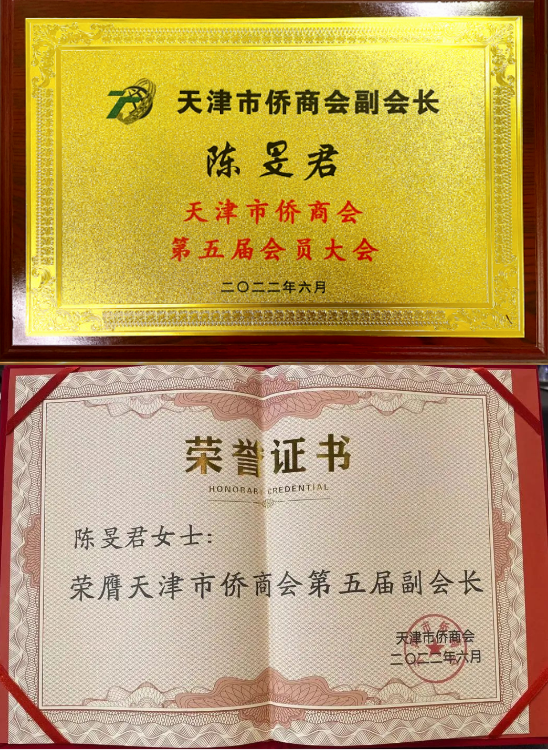 天津市侨商会副会长
陈旻君
天津市侨商会
第五届会员大会
二〇二二年六月
荣誉证书
HONORARY CREDENTIAL
陈旻君女士：
荣膺天津市侨商会第五届副会长
天津市侨商会
二〇二二年六月